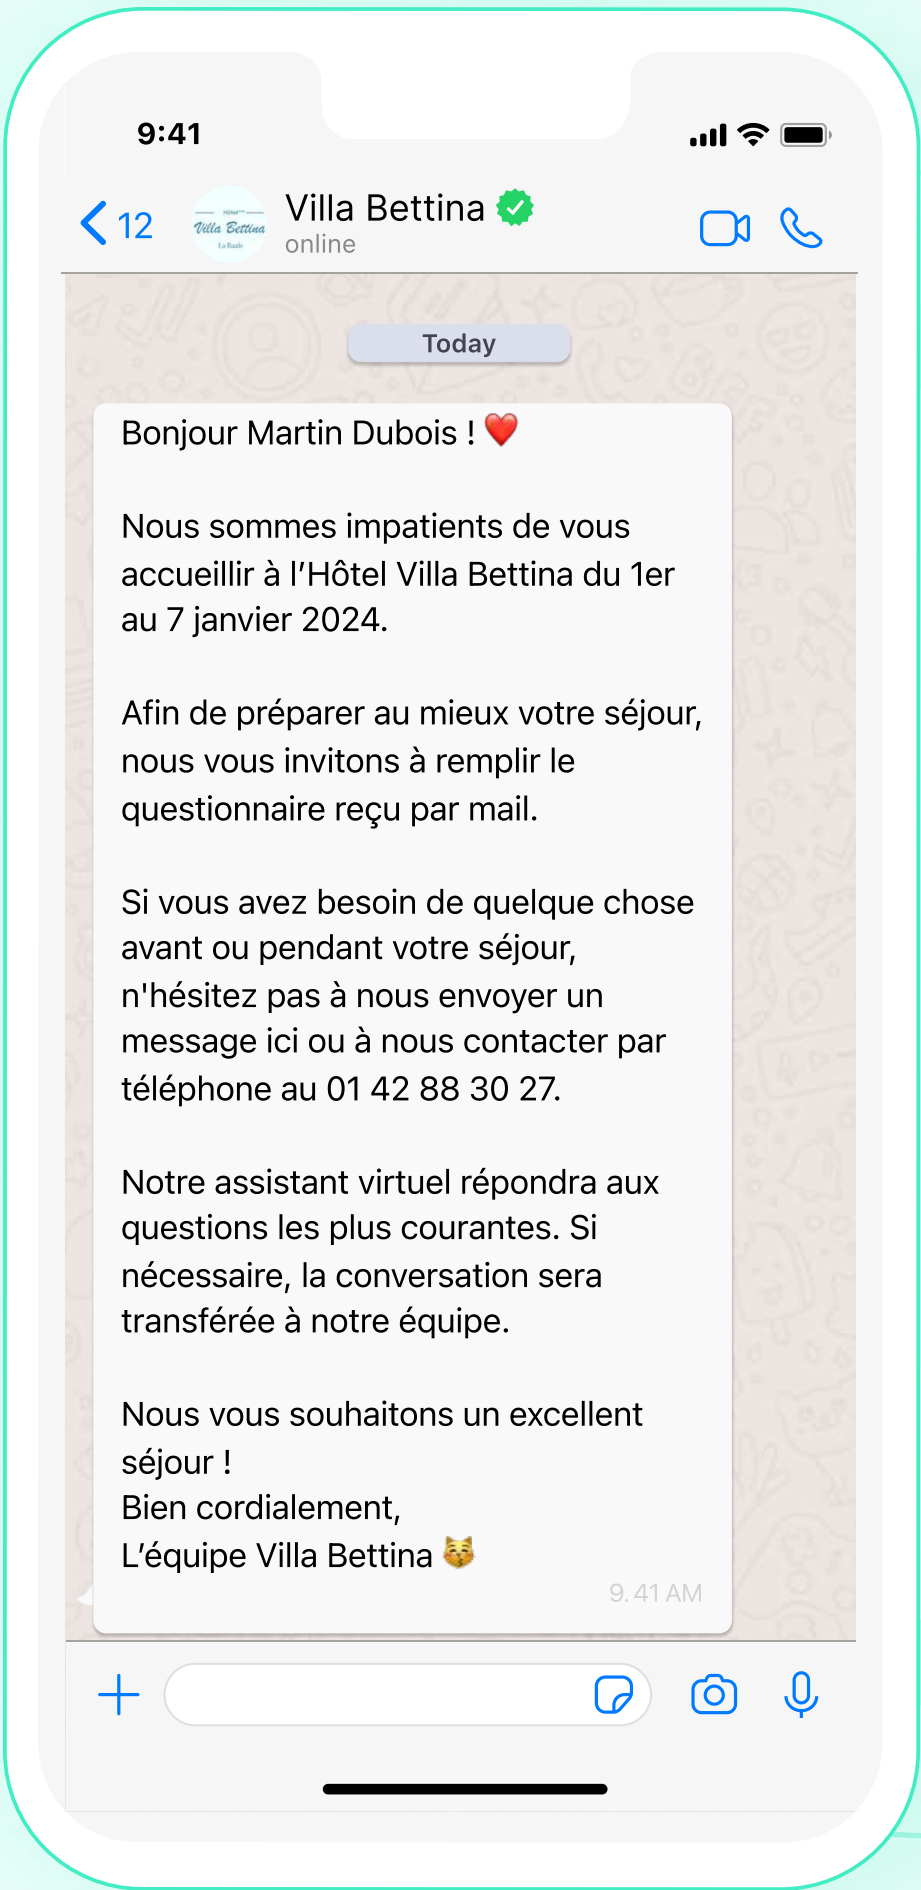 9:41
12
Hôtel***
Villa Bettina
La Baule
Villa Bettina
online
Today
Bonjour Martin Dubois ! ❤️
Nous sommes impatients de vous
accueillir à l’Hôtel Villa Bettina du 1er
au 7 janvier 2024.
Afin de préparer au mieux votre séjour,
nous vous invitons à remplir le
questionnaire reçu par mail.
Si vous avez besoin de quelque chose
avant ou pendant votre séjour,
n'hésitez pas à nous envoyer un
message ici ou à nous contacter par
téléphone au 01 42 88 30 27.
Notre assistant virtuel répondra aux
questions les plus courantes. Si
nécessaire, la conversation sera
transférée à notre équipe.
Nous vous souhaitons un excellent
séjour !
Bien cordialement,
L’équipe Villa Bettina 😽
9.41 AM